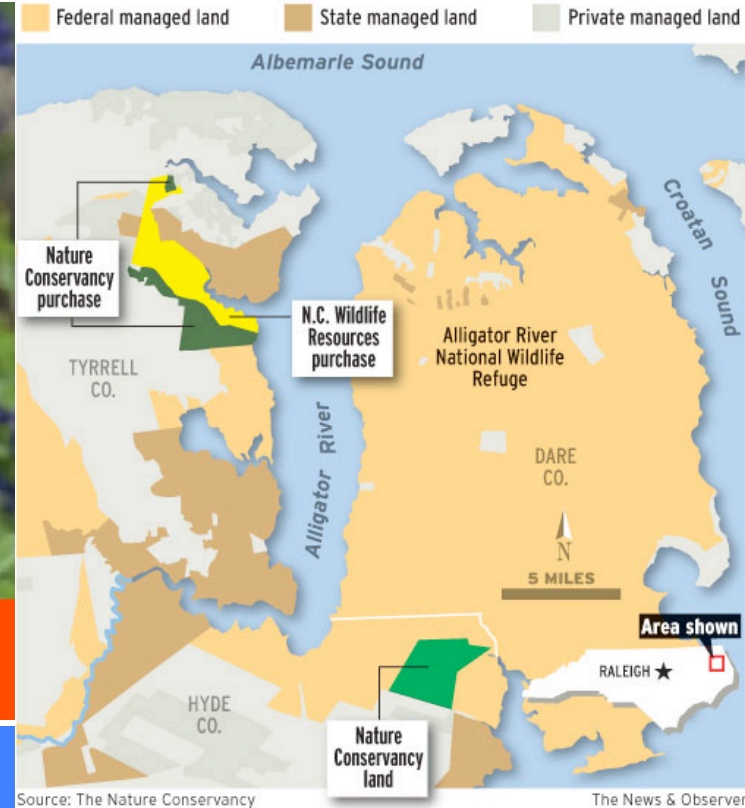 Federal managed land
State managed land
Private managed land
Albemarle Sound
Croatan
Sound
Nature
Conservancy
purchase
N.C. Wildlife
Resources
purchase
Alligator River
National Wildlife
Refuge
TYRRELL
CO.
Alligator River
DARE
CO.
N
5 MILES
Area shown
RALEIGH
HYDE
CO.
Nature
Conservancy
land
Source: The Nature Conservancy
The News & Observer